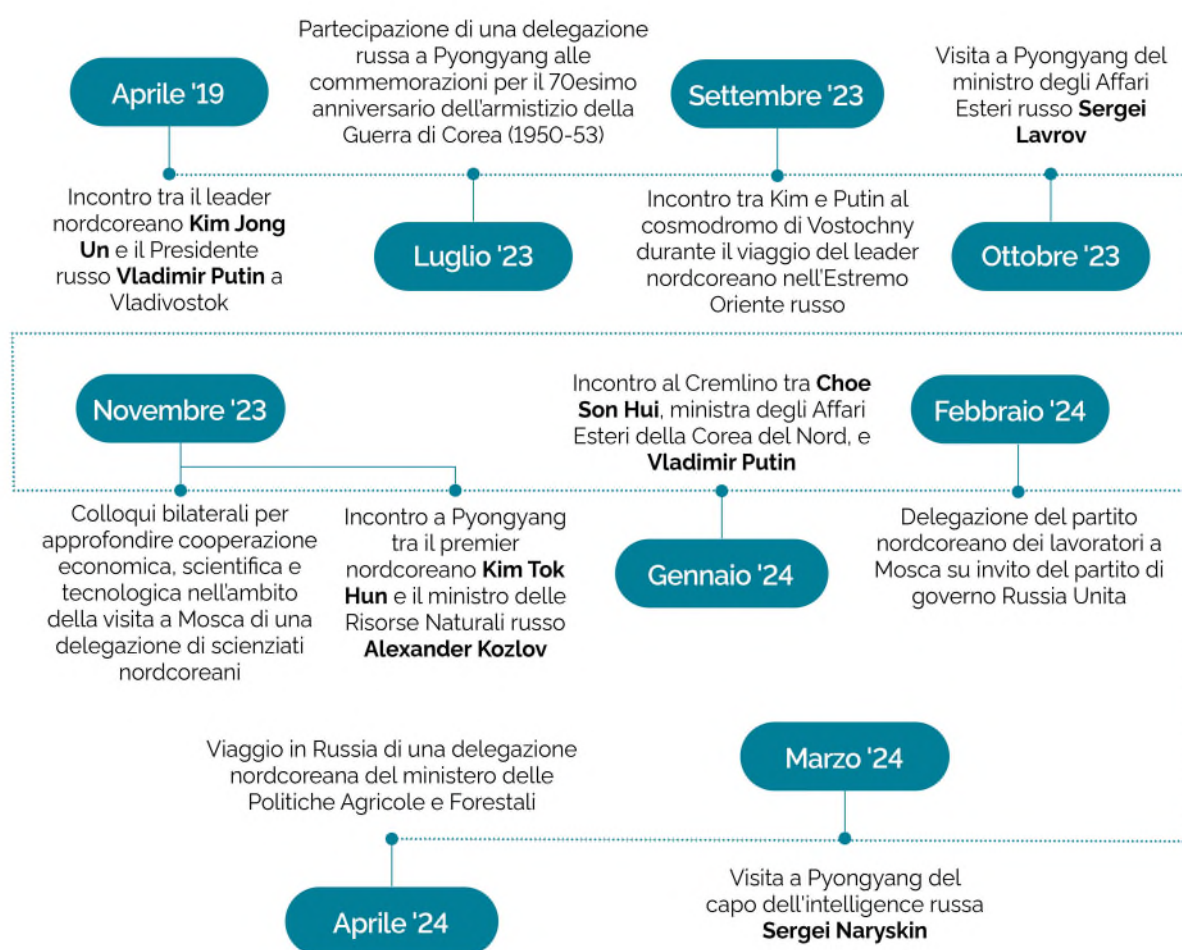 Aprile '19
Incontro tra il leader
nordcoreano Kim Jong
Un e il Presidente
russo Vladimir Putin a
Vladivostok
Partecipazione di una delegazione
russa a Pyongyang alle
commemorazioni per il 70esimo
anniversario dell'armistizio della
Guerra di Corea (1950-53)
Luglio '23
Settembre '23
Incontro tra Kim e Putin al
cosmodromo di Vostochny
durante il viaggio del leader
nordcoreano nell'Estremo
Oriente russo
Visita a Pyongyang del
ministro degli Affari
Esteri russo Sergei
Lavrov
Ottobre '23
Novembre '23
Colloqui bilaterali per
approfondire cooperazione
economica, scientifica e
tecnologica nell'ambito
della visita a Mosca di una
delegazione di scienziati
nordcoreani
Incontro a Pyongyang
tra il premier
nordcoreano Kim Tok
Hun e il ministro delle
Risorse Naturali russo
Alexander Kozlov
Incontro al Cremlino tra Choe
Son Hui, ministra degli Affari
Esteri della Corea del Nord, e
Vladimir Putin
Gennaio '24
Febbraio '24
Delegazione del partito
nordcoreano dei lavoratori a
Mosca su invito del partito di
governo Russia Unita
Marzo '24
Visita a Pyongyang del
capo dell'intelligence russa
Sergei Naryskin
Viaggio in Russia di una delegazione
nordcoreana del ministero delle
Politiche Agricole e Forestali
Aprile '24